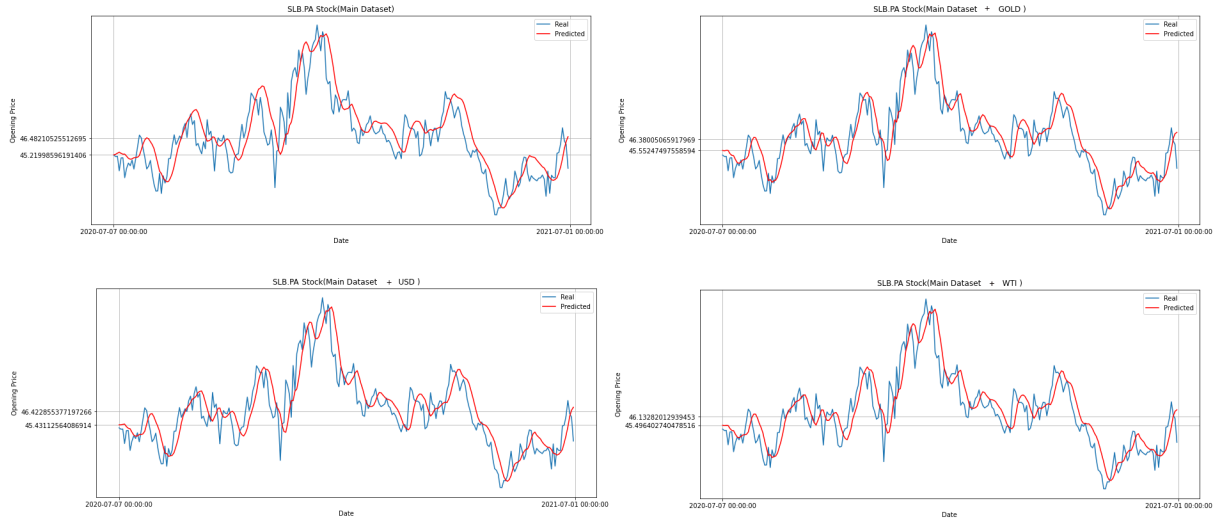 SLB.PA Stock(Main Dataset)
Real
Predicted
Opening Price
46.48210525512695
45.21998596191406
2020-07-07 00:00:00
2021-07-01 00:00:00
Date
SLB.PA Stock(Main Dataset + GOLD )
Real
Predicted
Opening Price
46.38005065917969
45.55247497558594
2020-07-07 00:00:00
2021-07-01 00:00:00
Date
SLB.PA Stock(Main Dataset + USD )
Real
Predicted
Opening Price
46.422855377197266
45.43112564086914
2020-07-07 00:00:00
2021-07-01 00:00:00
Date
SLB.PA Stock(Main Dataset + WTI )
Real
Predicted
Opening Price
46.13282012939453
45.496402740478516
2020-07-07 00:00:00
2021-07-01 00:00:00
Date